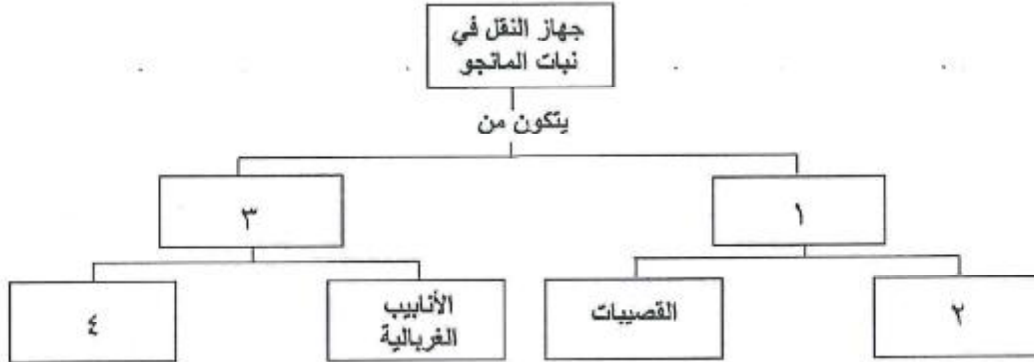 جهاز النقل في
نبات المانجو
يتكون من
١
٣
٢
القصيبات
الأنابيب
الغربالية
٤